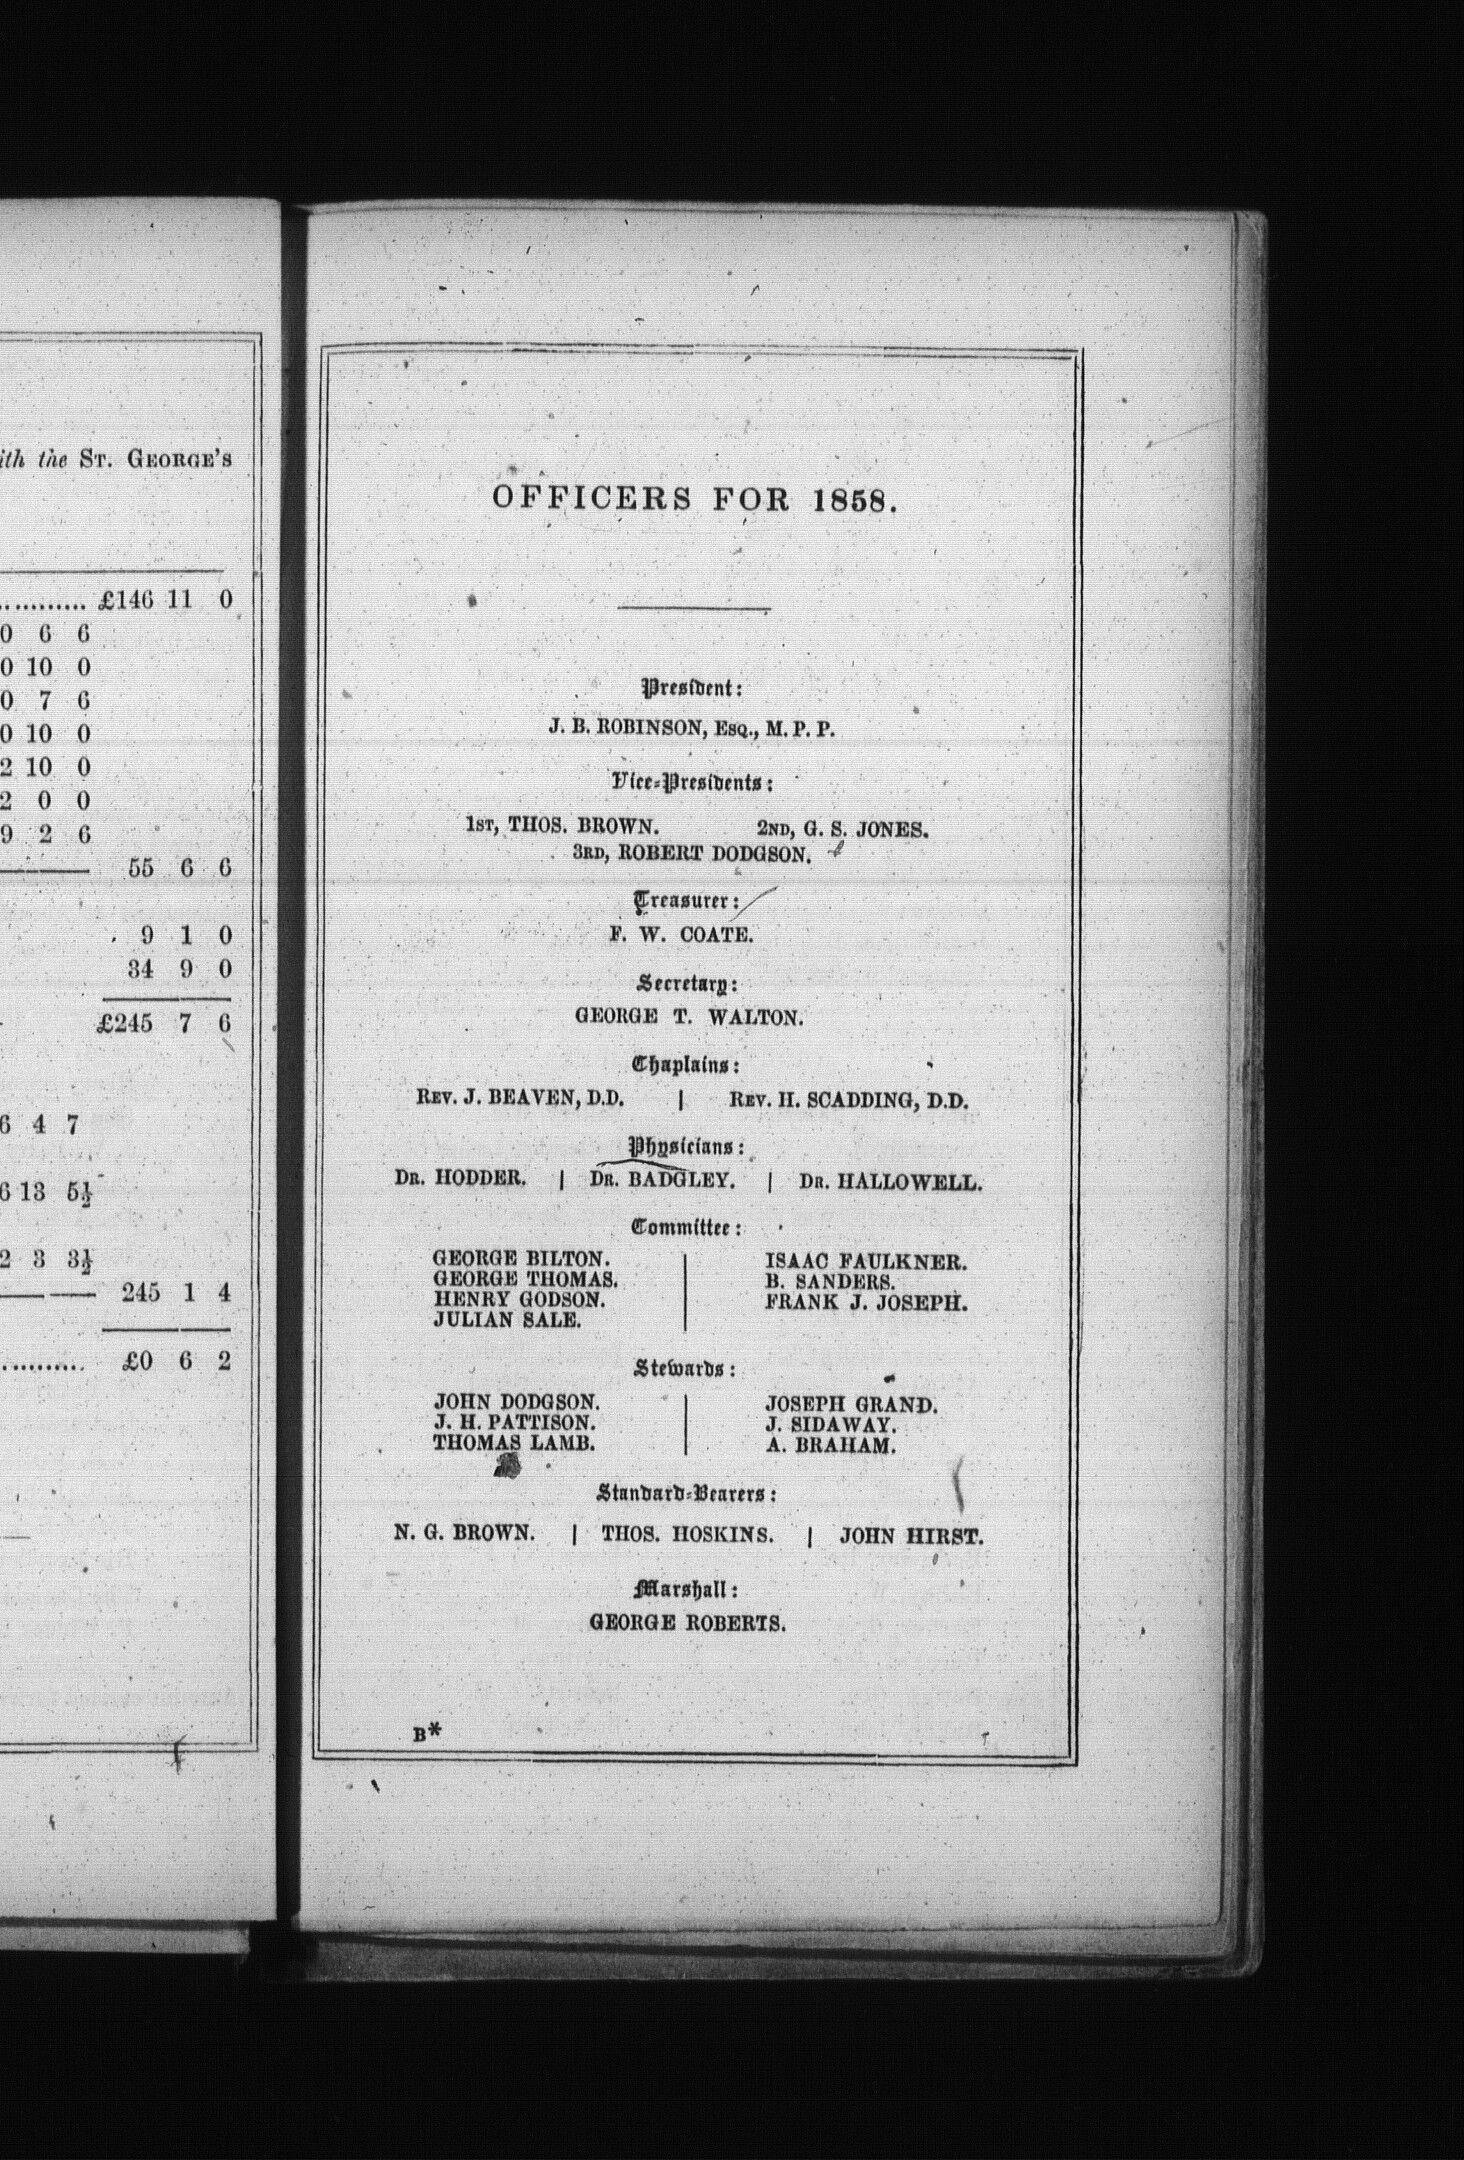 ith the ST. GEORGE'S
........... £146 11 0
0 6 6
0 10 0
0 7 6
0 10 0
2 10 0
2 0 0
9 2 6
55 6 6
9 1 0
34 9 0
£245 7 6
6 4 7
6 13 5½
2 3 3½
245 1 4
........... £0 6 2
OFFICERS FOR 1858.
President:
J. B. ROBINSON, ESQ., M. P. P.
Vice-Presidents:
1ST, THOS. BROWN. 2ND, G. S. JONES.
3RD, ROBERT DODGSON.
Treasurer:
F. W. COATE.
Secretary:
GEORGE T. WALTON.
Chaplains:
REV. J. BEAVEN, D.D. | REV. H. SCADDING, D.D.
Physicians:
DR. HODDER. | DR. BADGLEY. | DR. HALLOWELL.
Committee:
GEORGE BILTON. ISAAC FAULKNER.
GEORGE THOMAS. B. SANDERS.
HENRY GODSON. FRANK J. JOSEPH.
JULIAN SALE.
Stewards:
JOHN DODGSON. JOSEPH GRAND.
J. H. PATTISON. J. SIDAWAY.
THOMAS LAMB. A. BRAHAM.
Standard-Bearers:
N. G. BROWN. | THOS. HOSKINS. | JOHN HIRST.
Marshall:
GEORGE ROBERTS.
B*